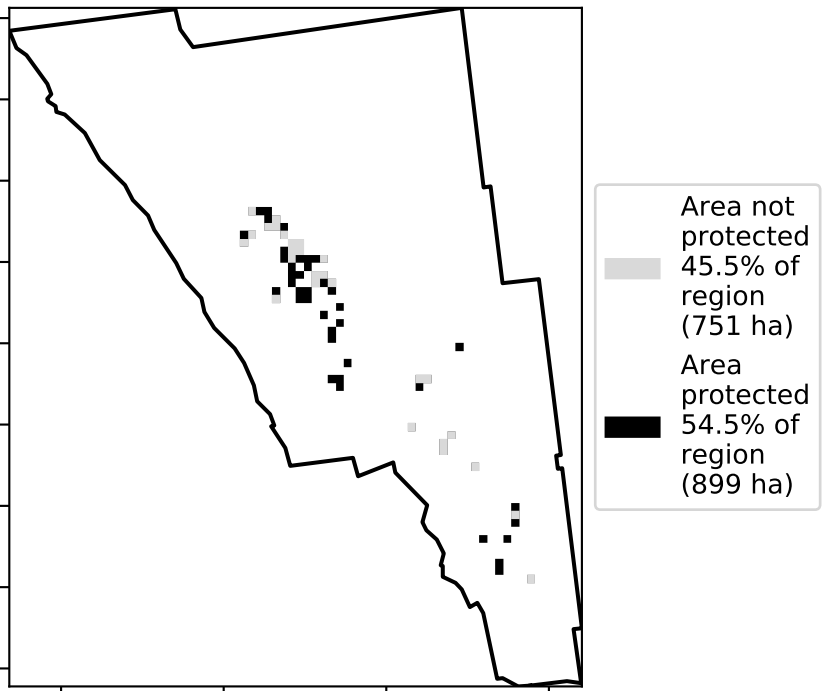 Area not
protected
45.5% of
region
(751 ha)
Area
protected
54.5% of
region
(899 ha)